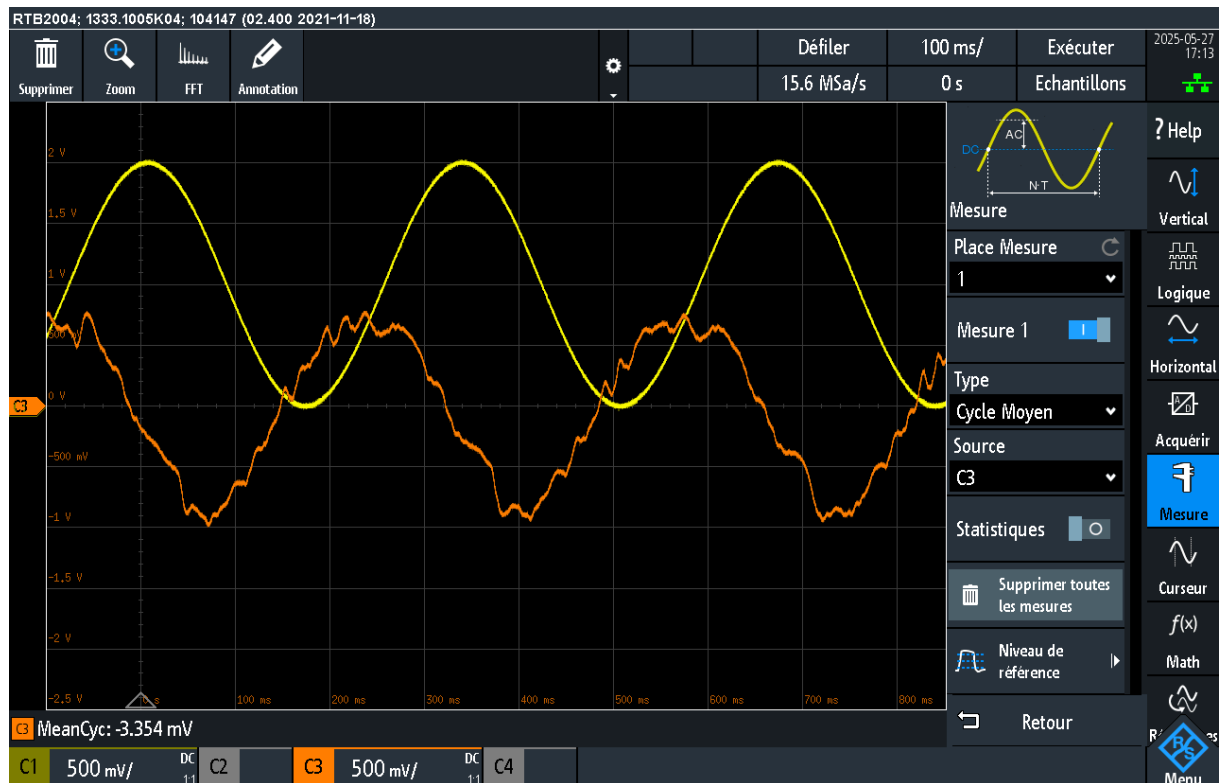 RTB2004; 1333.1005K04; 104147 (02.400 2021-11-18)
Supprimer Zoom FFT Annotation
Défiler 100 ms/ Exécuter
15.6 MSa/s 0 s Echantillons
2025-05-27
17:13
2 V
1.5 V
1 V
500 mV
0 V
-500 mV
-1 V
-1.5 V
-2 V
-2.5 V
0 s 100 ms 200 ms 300 ms 400 ms 500 ms 600 ms 700 ms 800 ms
C3
DC AC N·T
Mesure
Place Mesure
1
Mesure 1 I
Type
Cycle Moyen
Source
C3
Statistiques O
Supprimer toutes
les mesures
Niveau de
référence
Retour
? Help
Vertical
Logique
Horizontal
A D
Acquérir
Mesure
Curseur
f(x)
Math
R/S
Menu
C3 MeanCyc: -3.354 mV
C1 500 mV/ DC 1:1 C2 C3 500 mV/ DC 1:1 C4